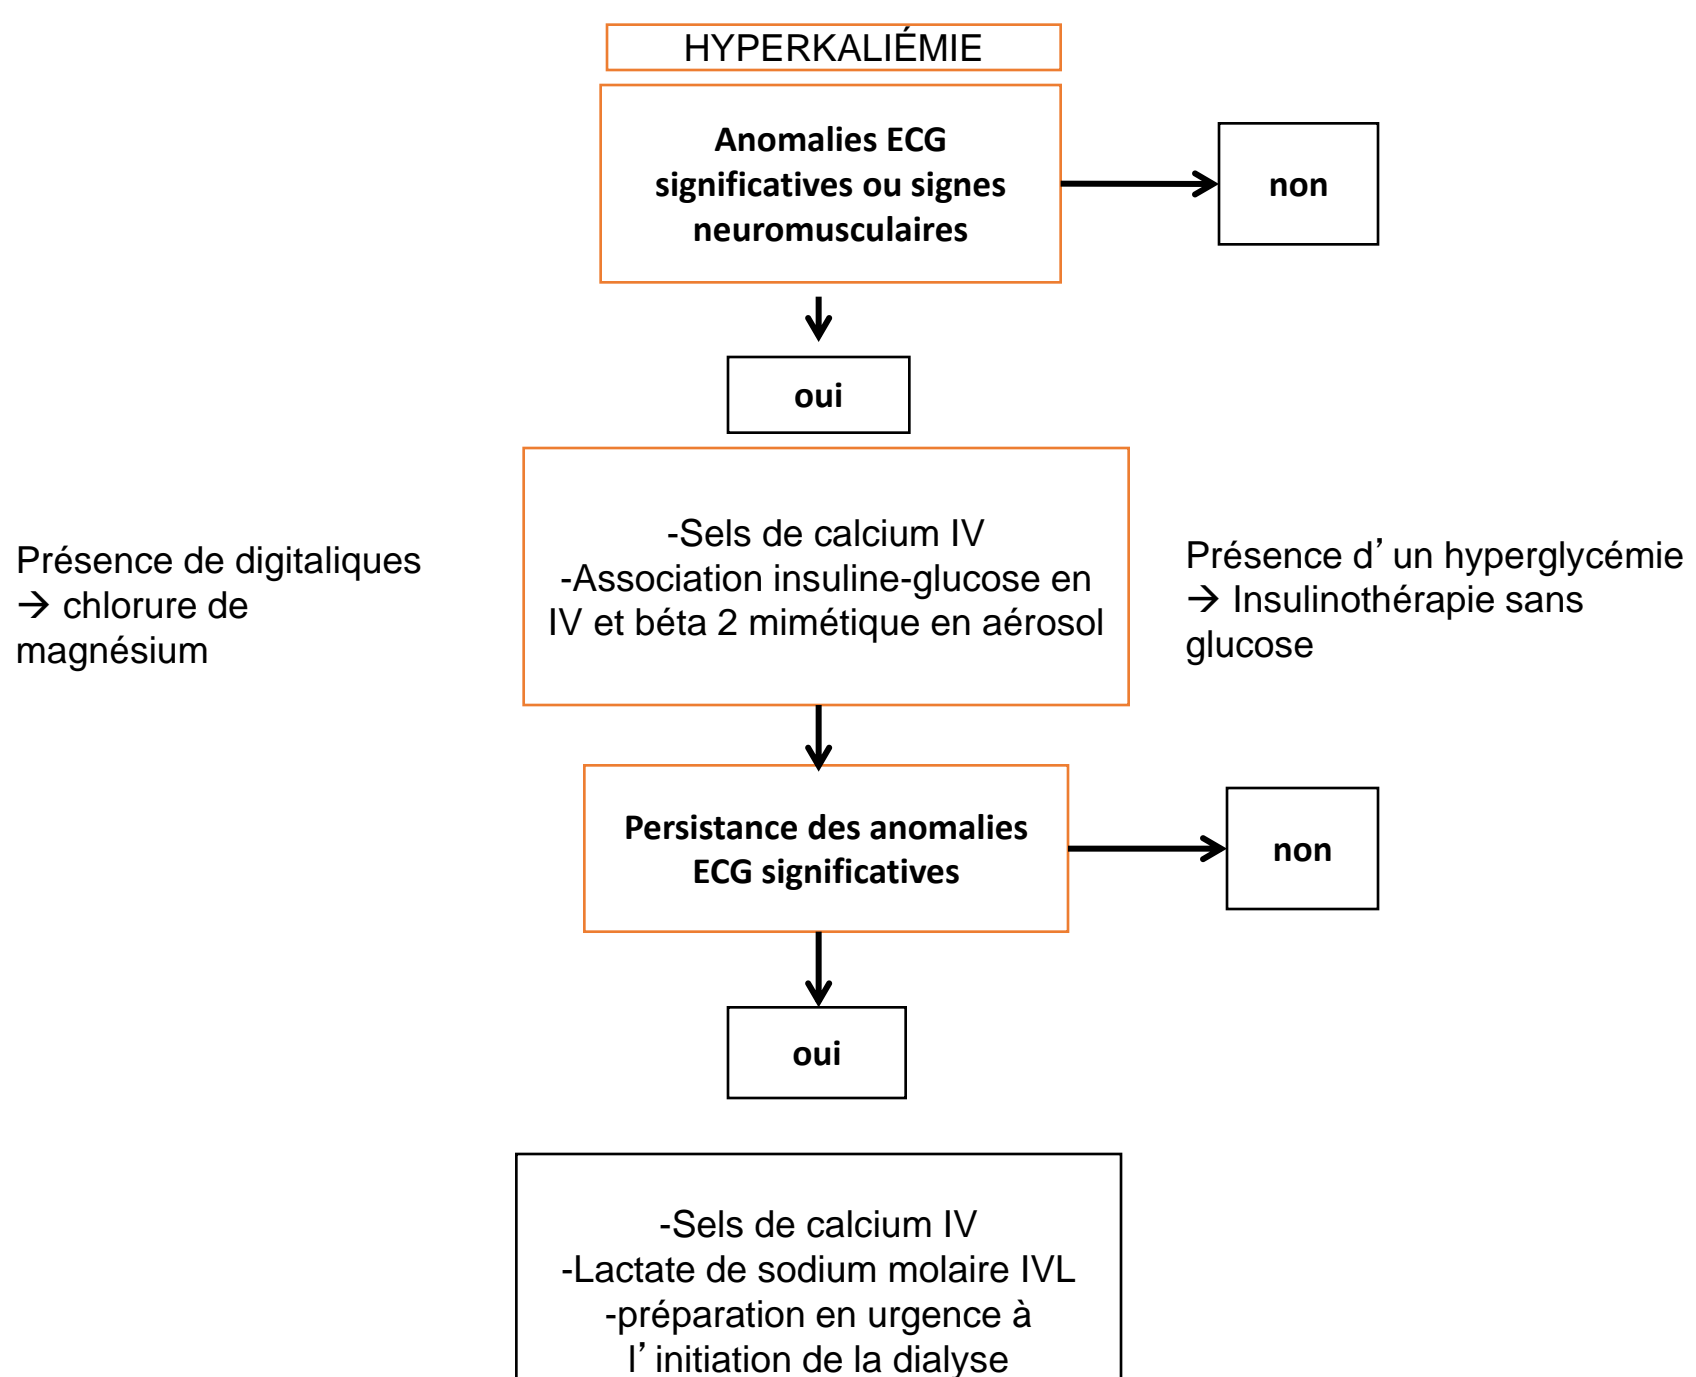 HYPERKALIÉMIE
Anomalies ECG
significatives ou signes
neuromusculaires
non
oui
-Sels de calcium IV
-Association insuline-glucose en
IV et béta 2 mimétique en aérosol
Présence de digitaliques
→ chlorure de
magnésium
Présence d’ un hyperglycémie
→ Insulinothérapie sans
glucose
Persistance des anomalies
ECG significatives
non
oui
-Sels de calcium IV
-Lactate de sodium molaire IVL
-préparation en urgence à
l’ initiation de la dialyse